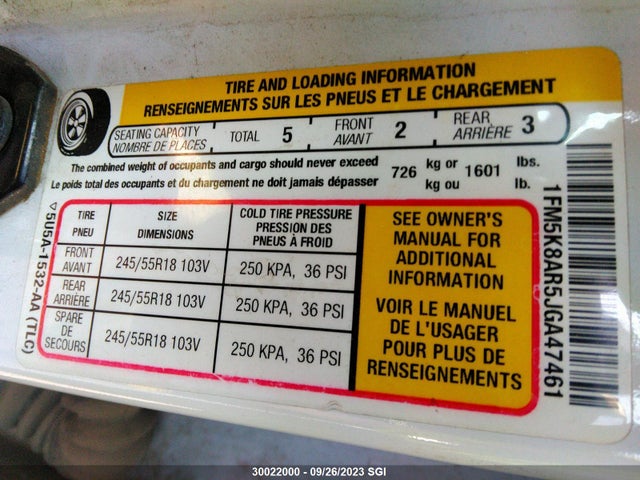 TIRE AND LOADING INFORMATION
RENSEIGNEMENTS SUR LES PNEUS ET LE CHARGEMENT
SEATING CAPACITY
NOMBRE DE PLACES
TOTAL 5
FRONT
AVANT
2
REAR
ARRIÈRE
3
The combined weight of occupants and cargo should never exceed
Le poids total des occupants et du chargement ne doit jamais dépasser
726
kg or
kg ou
1601
lbs.
lb.
TIRE
PNEU
SIZE
DIMENSIONS
COLD TIRE PRESSURE
PRESSION DES
PNEUS À FROID
FRONT
AVANT
245/55R18 103V
250 KPA, 36 PSI
REAR
ARRIÈRE
245/55R18 103V
250 KPA, 36 PSI
SPARE
DE
SECOURS
245/55R18 103V
250 KPA, 36 PSI
SEE OWNER'S
MANUAL FOR
ADDITIONAL
INFORMATION
VOIR LE MANUEL
DE L'USAGER
POUR PLUS DE
RENSEIGNEMENTS
5U5A-1532-AA (TLC)
1FM5K8AR5JGA47461
30022000 - 09/26/2023 SGI